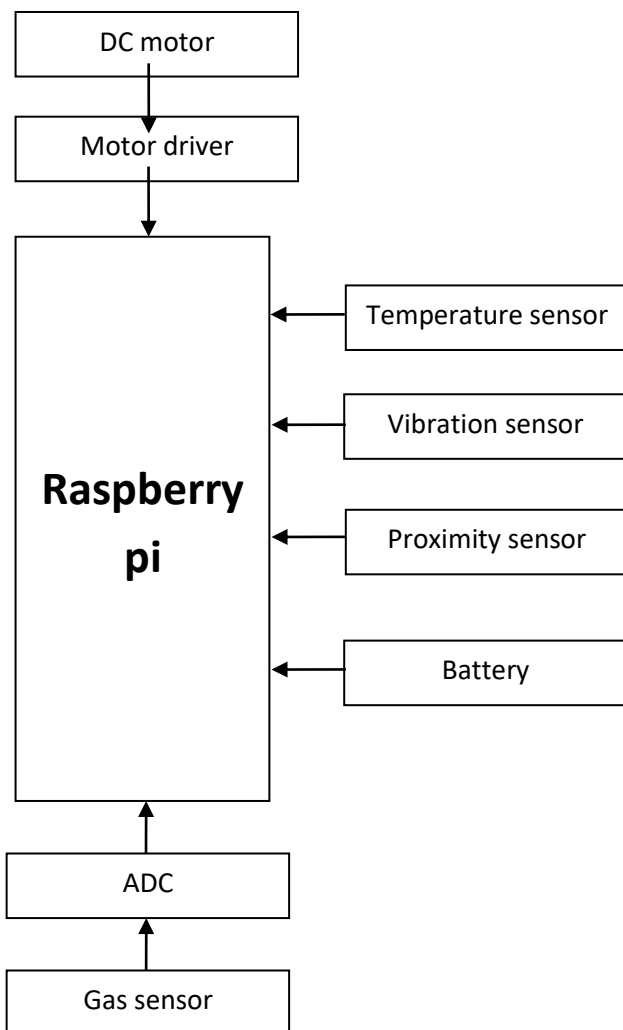 DC motor
Motor driver
Temperature sensor
Vibration sensor
Raspberry
pi
Proximity sensor
Battery
ADC
Gas sensor